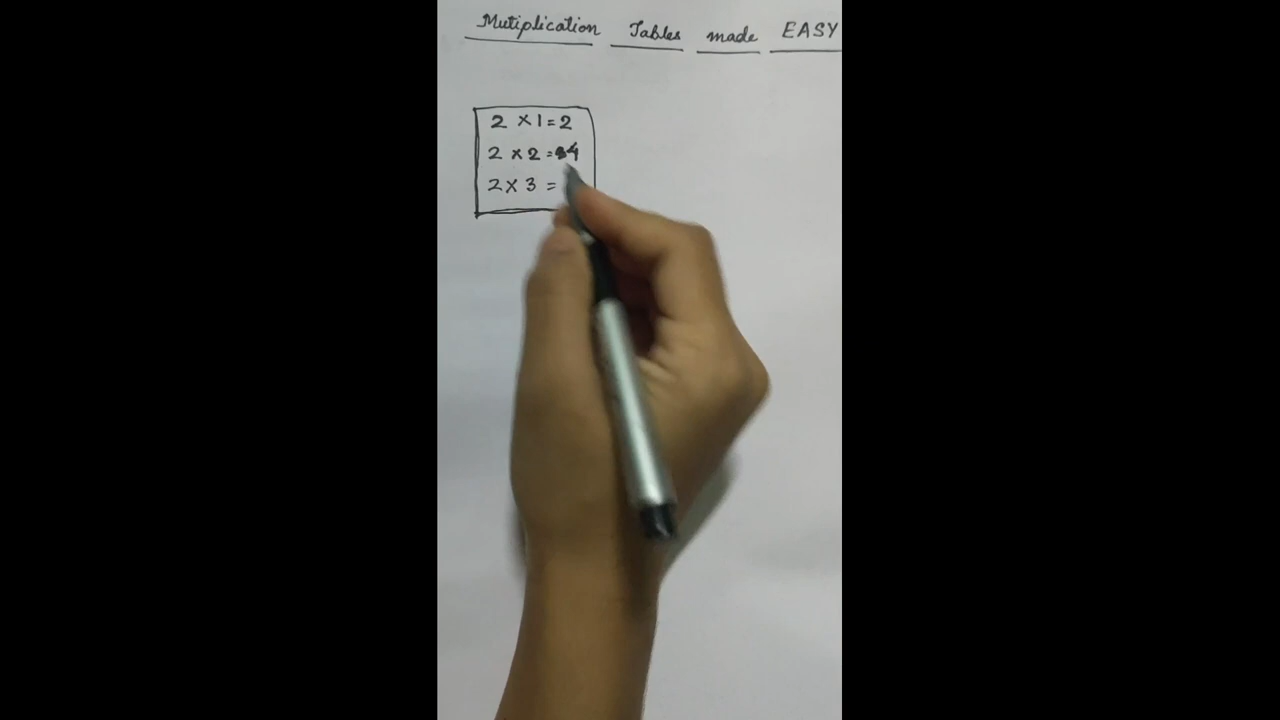 Mutiplication Tables made EASY
2 × 1 = 2
2 × 2 = 4
2 × 3 =